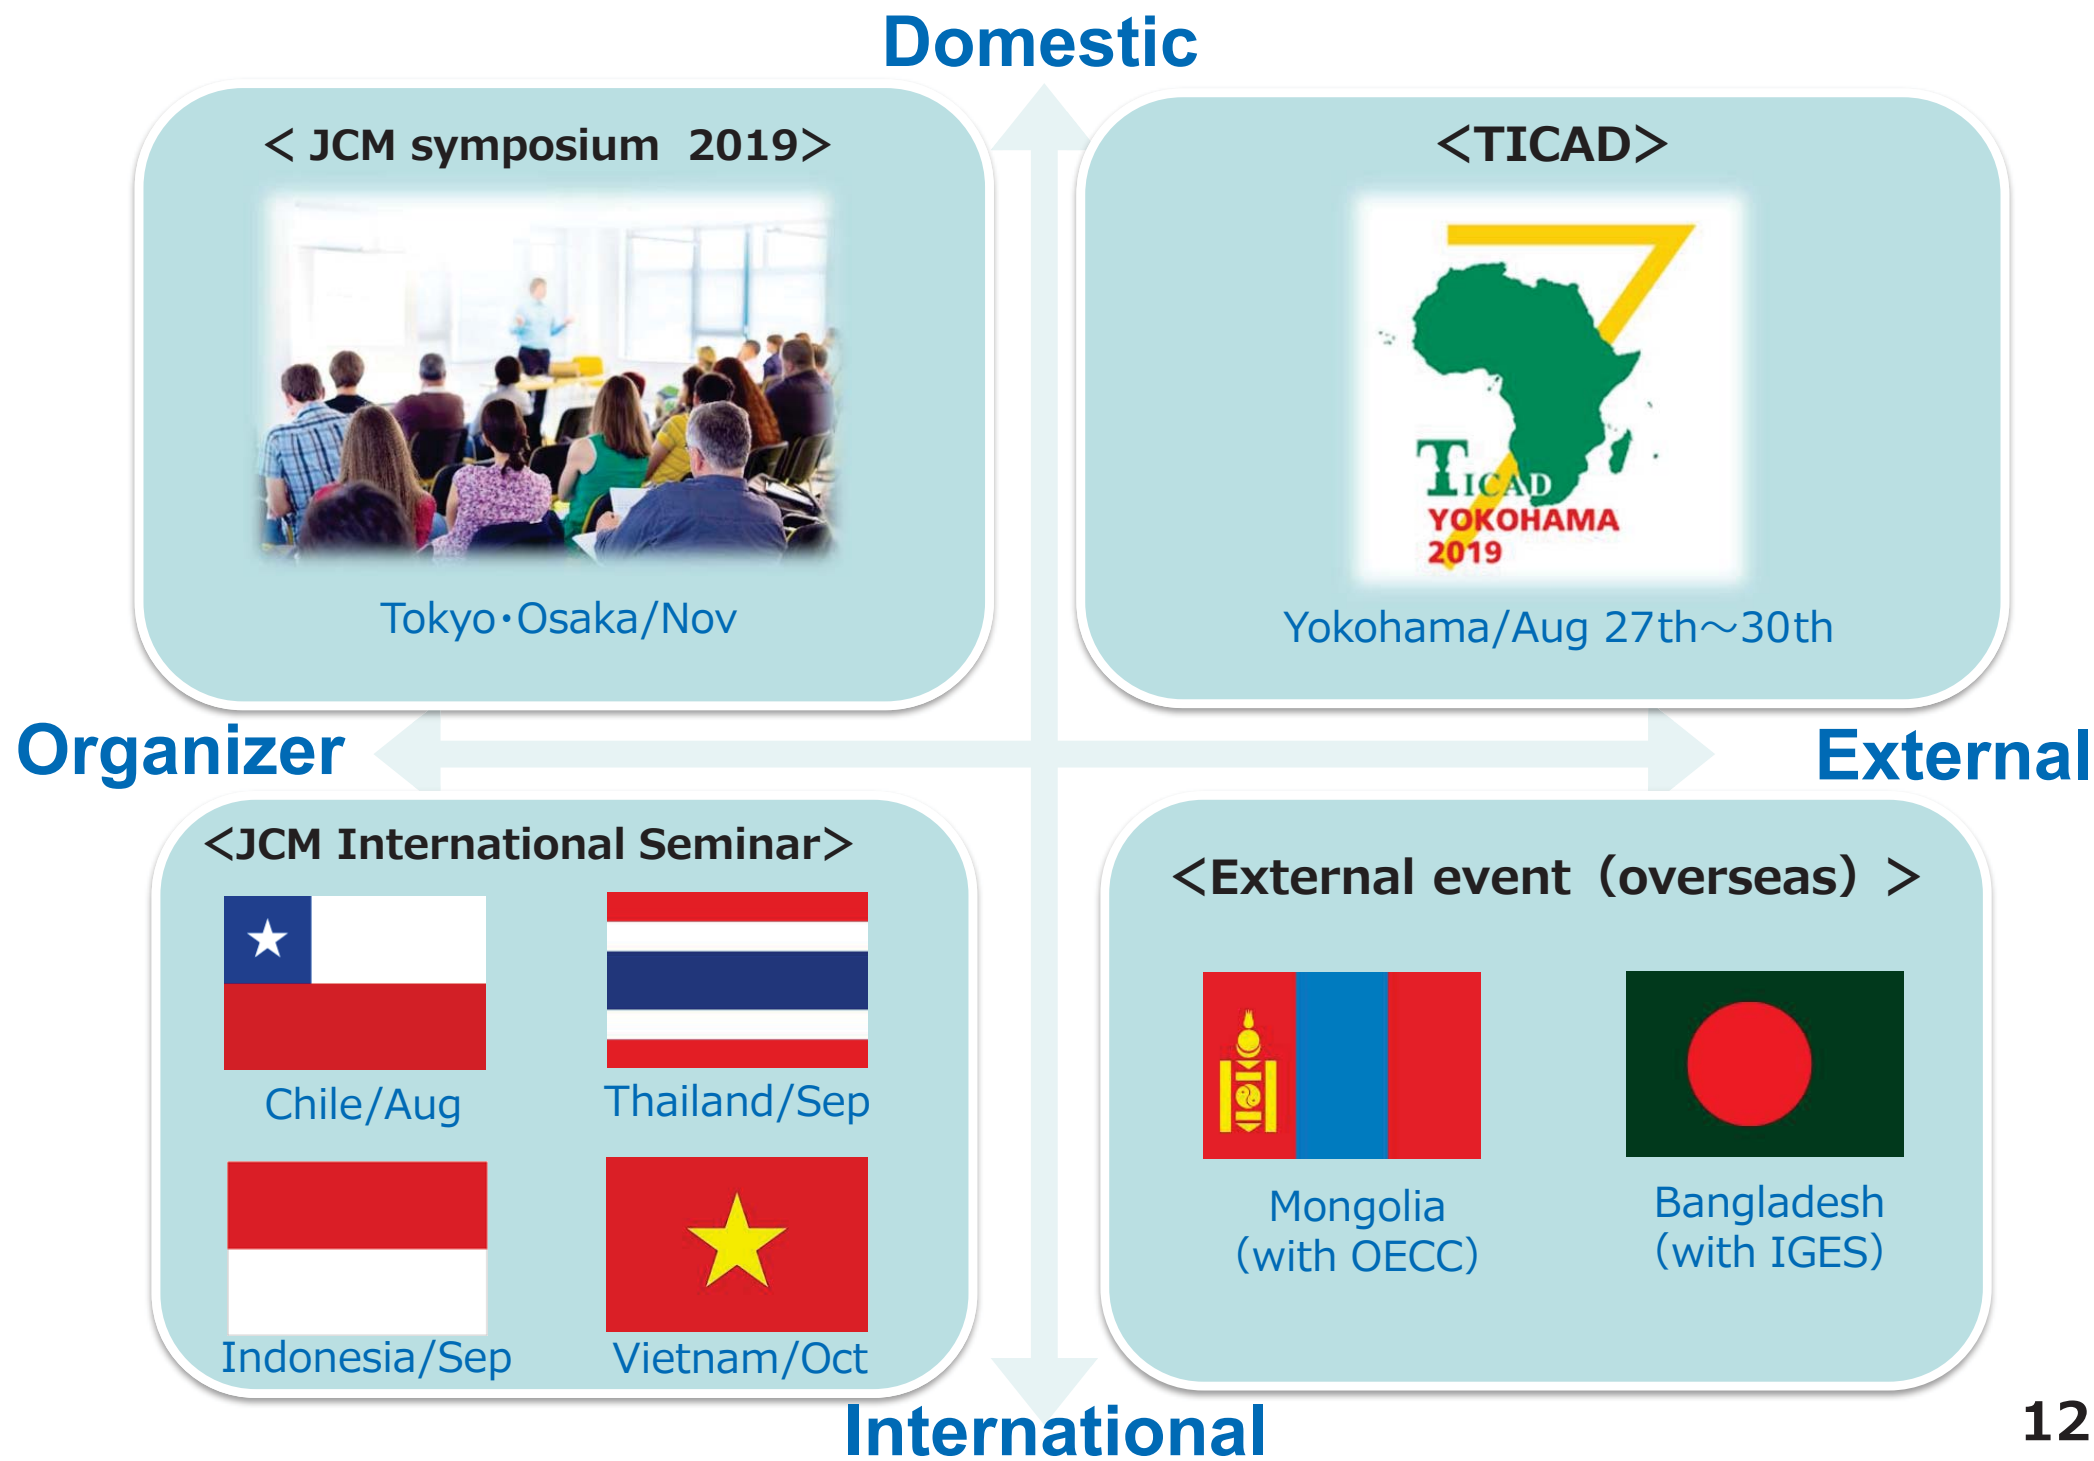 Domestic
＜ JCM symposium 2019＞
Tokyo・Osaka/Nov
＜TICAD＞
TICAD
YOKOHAMA
2019
Yokohama/Aug 27th～30th
Organizer
External
＜JCM International Seminar＞
Chile/Aug
Thailand/Sep
Indonesia/Sep
Vietnam/Oct
＜External event（overseas）＞
Mongolia
（with OECC）
Bangladesh
（with IGES）
International
12